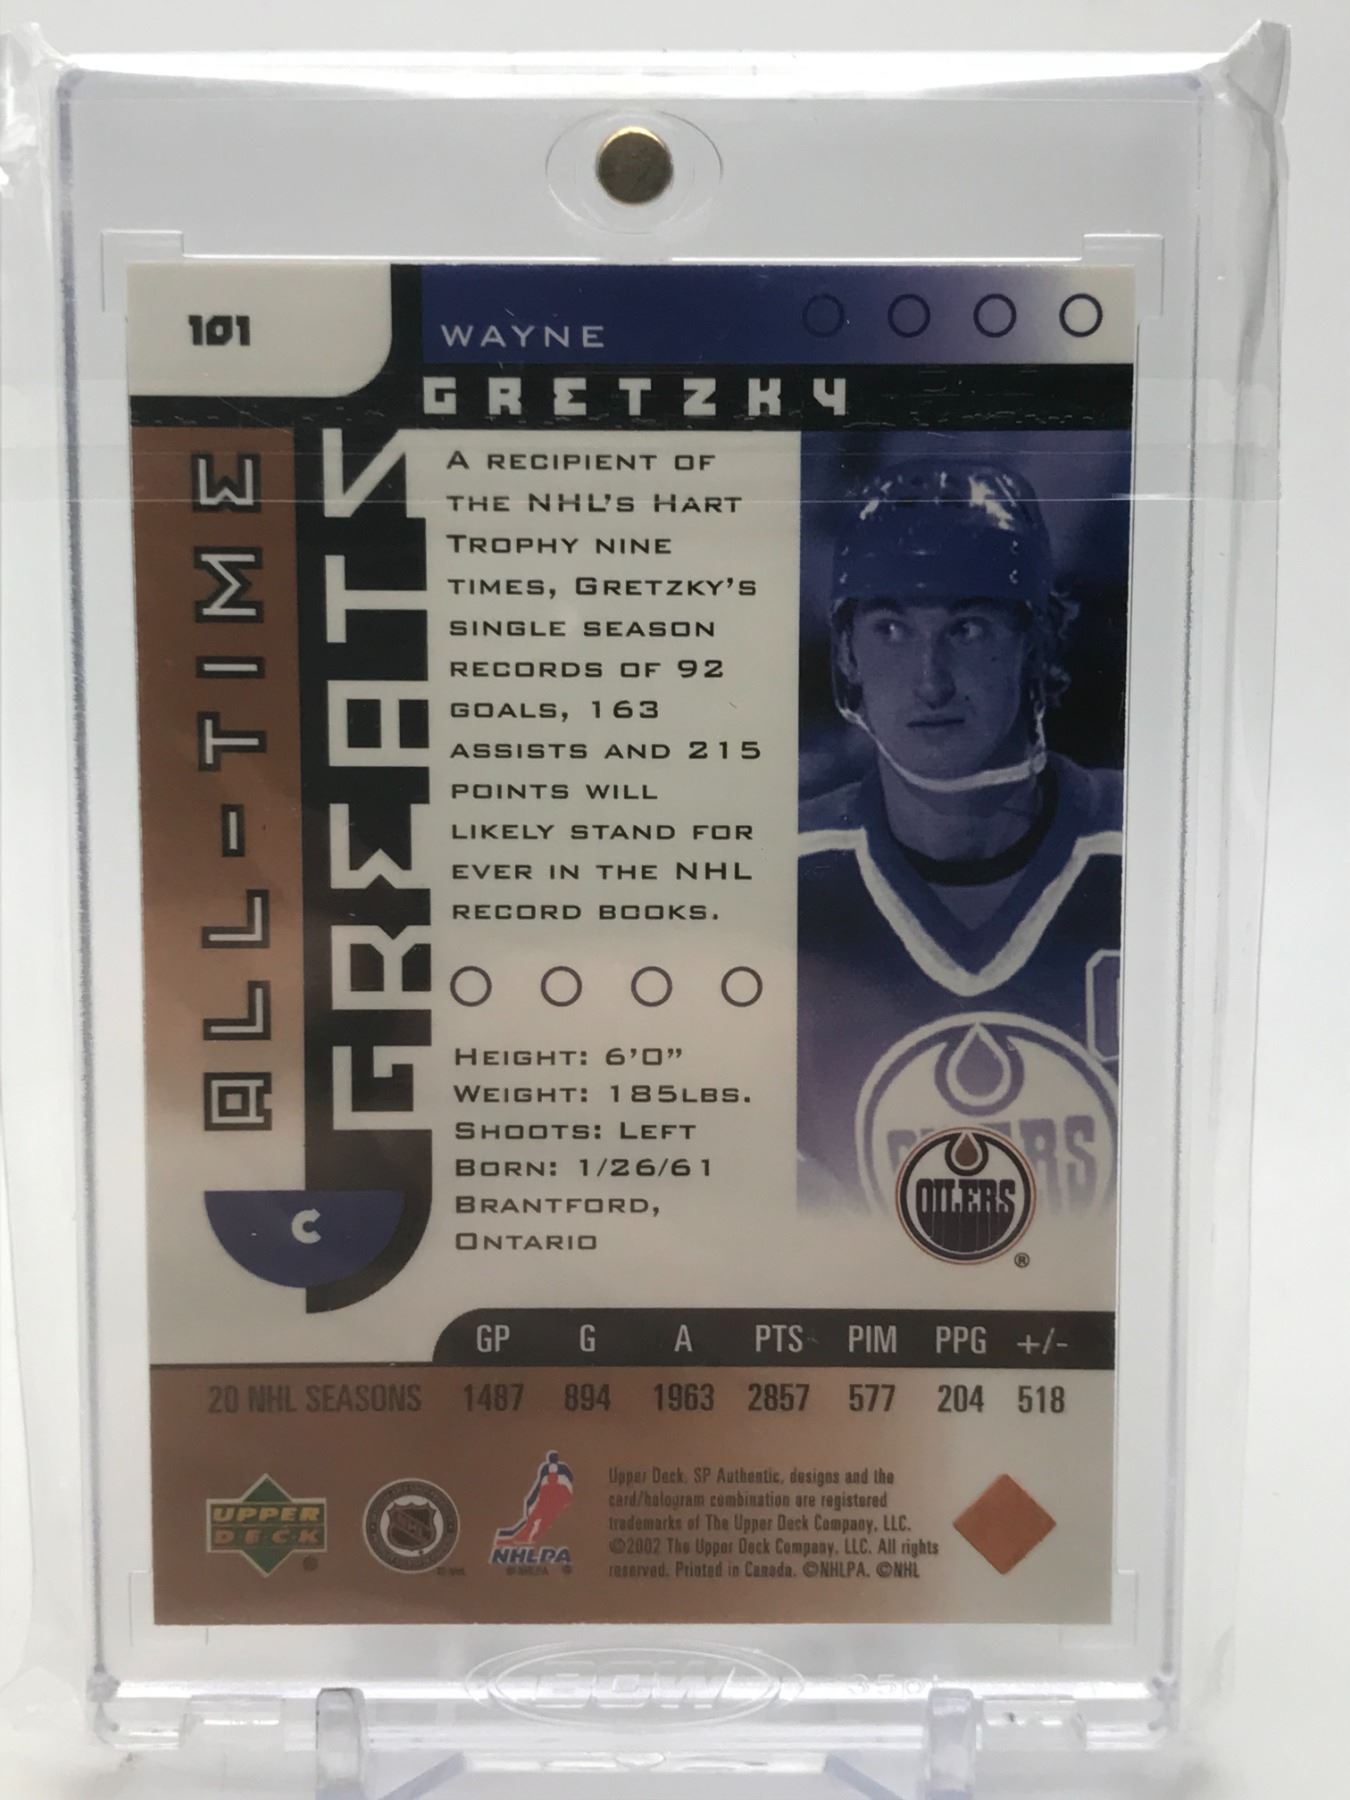 101
WAYNE
GRETZKY
ALL-TIME
GREATS
A RECIPIENT OF
THE NHL'S HART
TROPHY NINE
TIMES, GRETZKY'S
SINGLE SEASON
RECORDS OF 92
GOALS, 163
ASSISTS AND 215
POINTS WILL
LIKELY STAND FOR
EVER IN THE NHL
RECORD BOOKS.
HEIGHT: 6'0"
WEIGHT: 185LBS.
SHOOTS: LEFT
BORN: 1/26/61
BRANTFORD,
ONTARIO
C
OILERS
®
GP G A PTS PIM PPG +/-
20 NHL SEASONS 1487 894 1963 2857 577 204 518
UPPER
DECK
NHL
NHLPA
Upper Deck, SP Authentic, designs and the
card/hologram combination are registered
trademarks of The Upper Deck Company, LLC.
©2002 The Upper Deck Company, LLC. All rights
reserved. Printed in Canada. ©NHLPA. ©NHL
BCW